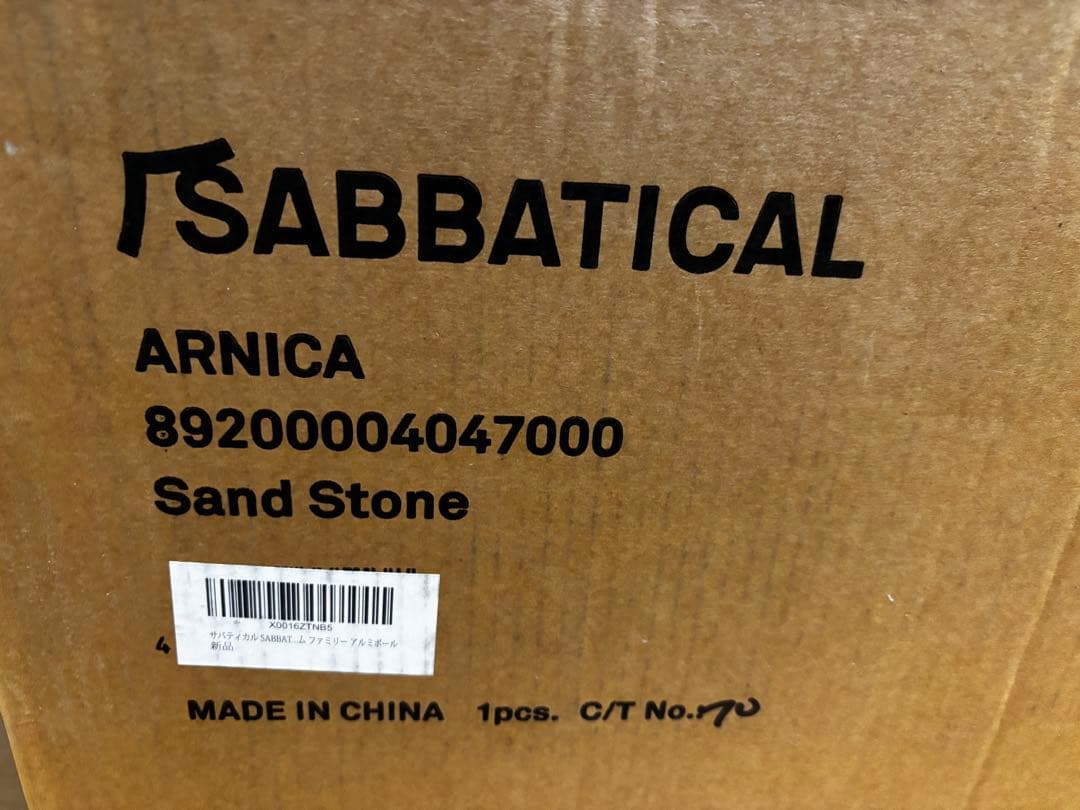 SABBATICAL
ARNICA
89200004047000
Sand Stone
X0016ZTNB5
サバティカル SABBAT...ム ファミリー アルミポール
新品
4
MADE IN CHINA 1pcs. C/T No.:70